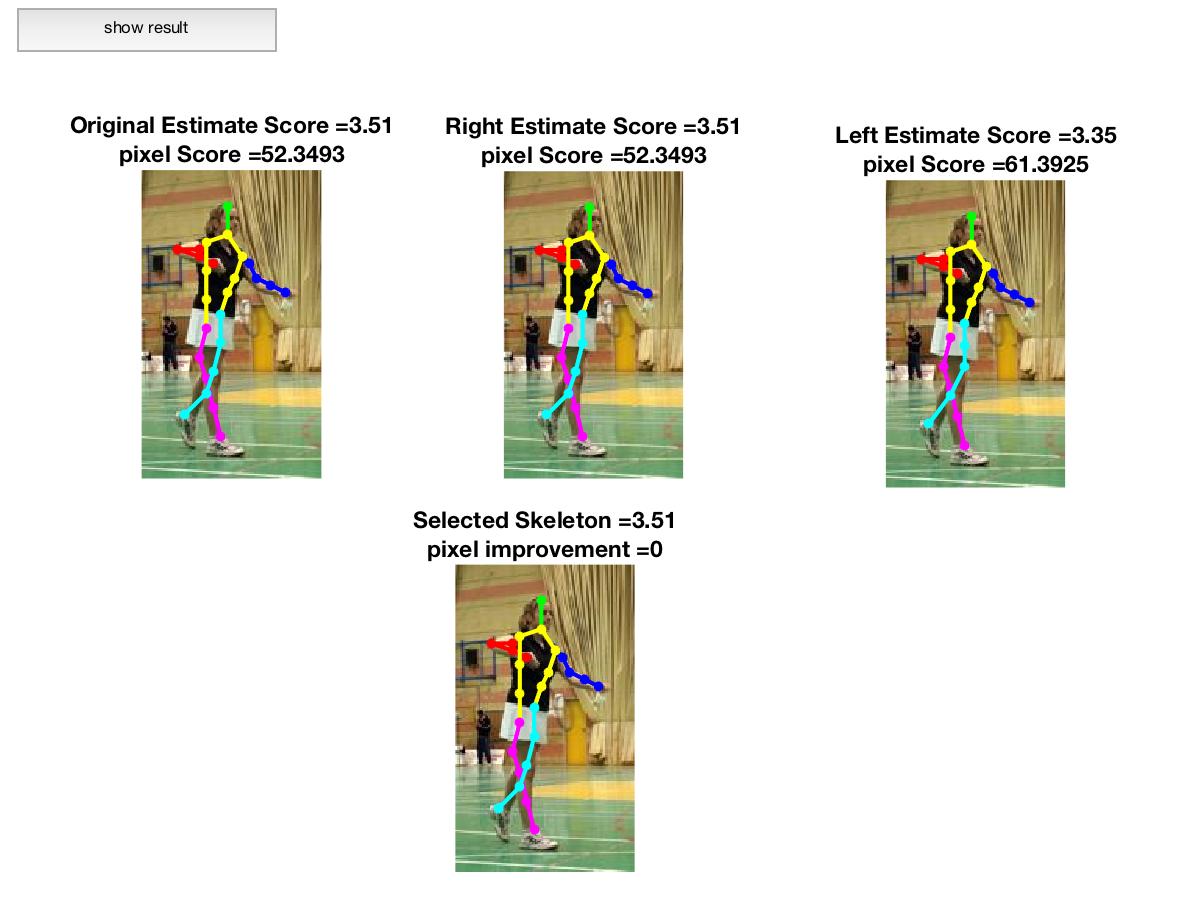 show result
Original Estimate Score =3.51
pixel Score =52.3493
Right Estimate Score =3.51
pixel Score =52.3493
Left Estimate Score =3.35
pixel Score =61.3925
Selected Skeleton =3.51
pixel improvement =0